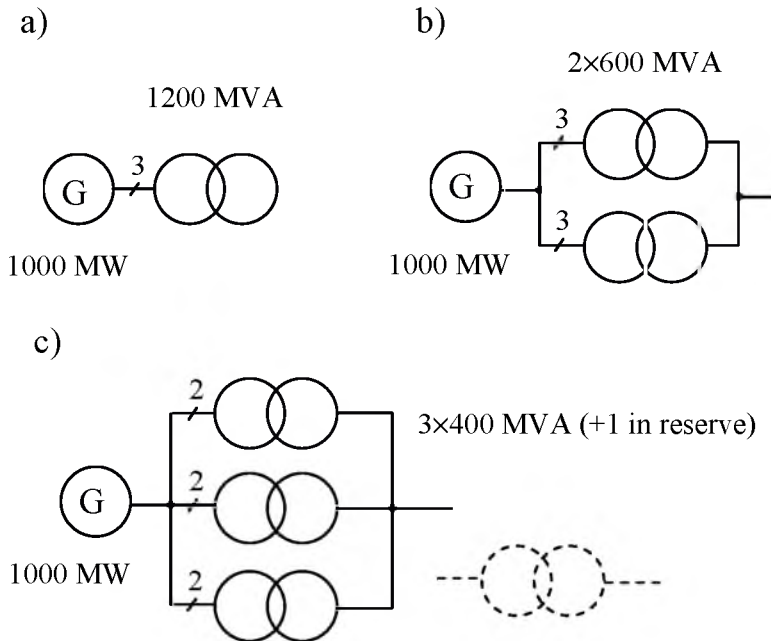 a)
1200 MVA
3
G
1000 MW
b)
2×600 MVA
3
G
3
1000 MW
c)
2
3×400 MVA (+1 in reserve)
2
G
1000 MW
2